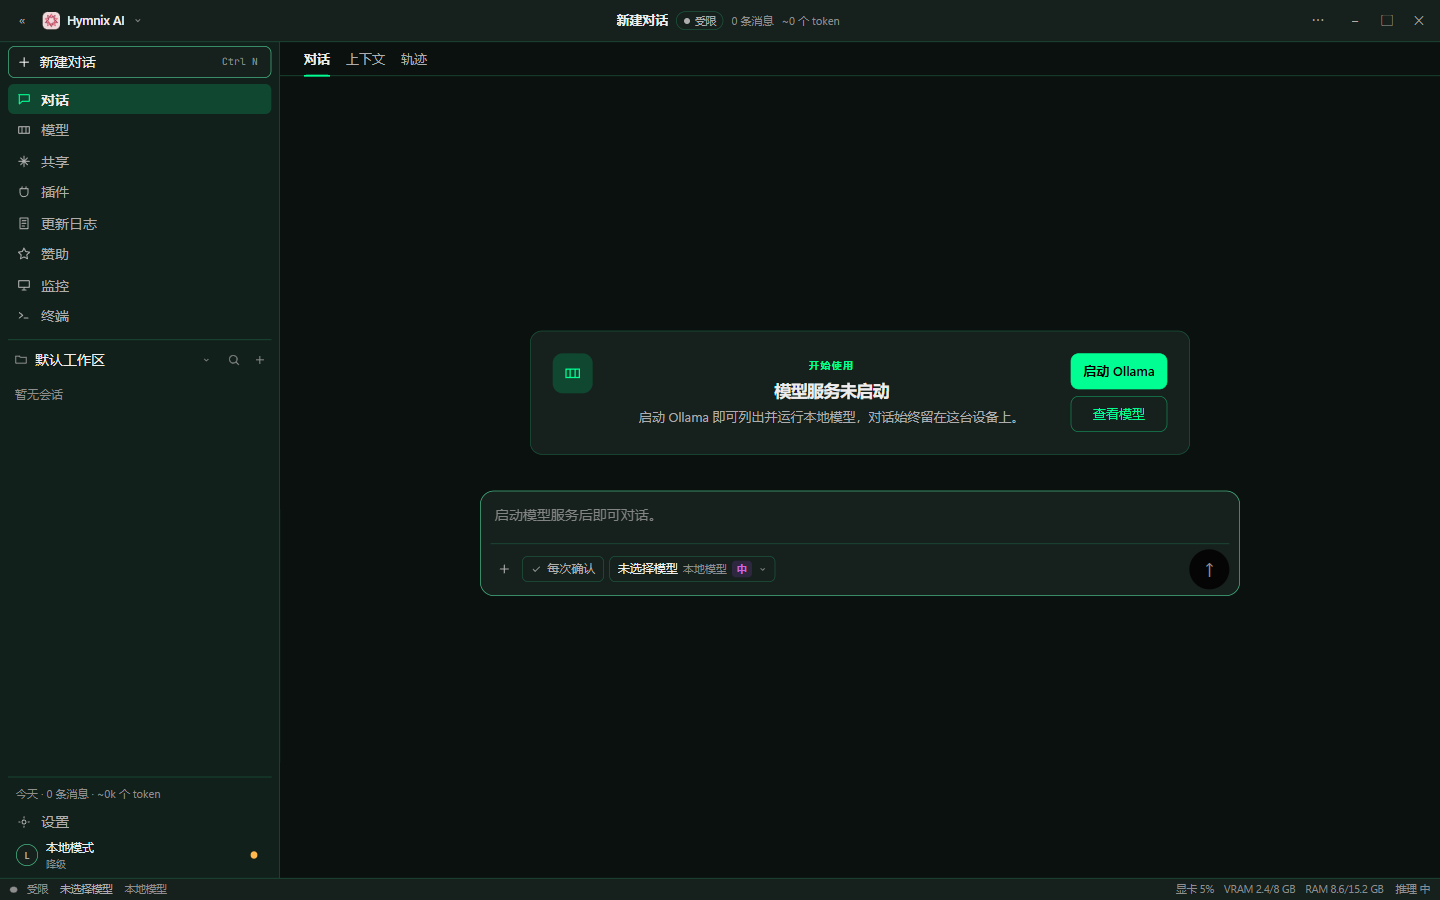 « Hymnix AI
新建对话 受限 0 条消息 ~0 个 token
新建对话 Ctrl N
对话
模型
共享
插件
更新日志
赞助
监控
终端
默认工作区
暂无会话
今天 · 0 条消息 · ~0k 个 token
设置
L 本地模式
降级
对话 上下文 轨迹
开始使用
模型服务未启动
启动 Ollama 即可列出并运行本地模型，对话始终留在这台设备上。
启动 Ollama
查看模型
启动模型服务后即可对话。
每次确认 未选择模型 本地模型 中
受限 未选择模型 本地模型
显卡 5% VRAM 2.4/8 GB RAM 8.6/15.2 GB 推理 中